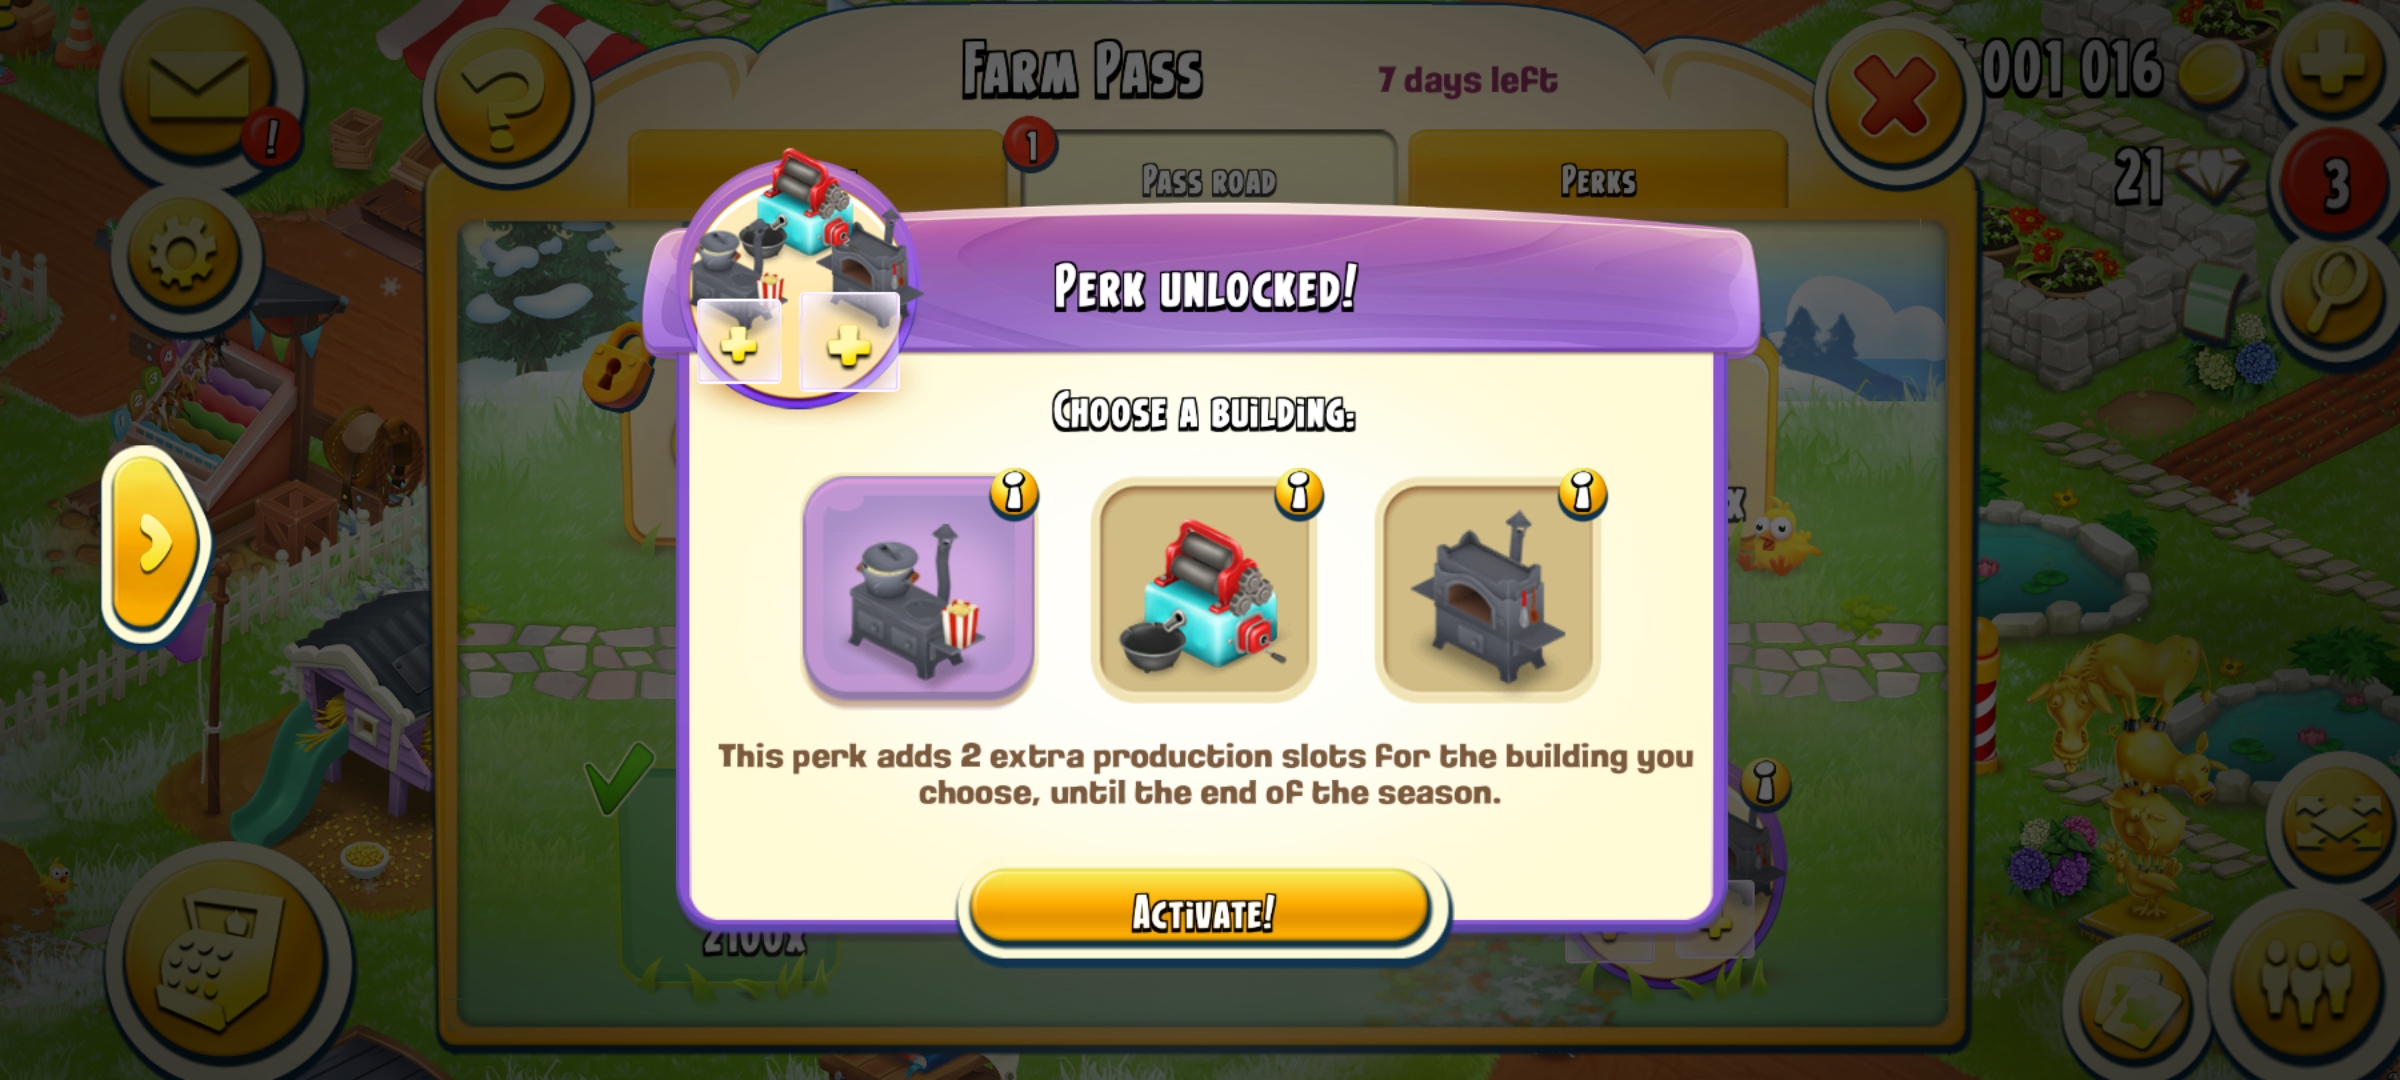 FARM PASS
7 days left
001 016
!
?
1
PASS ROAD
PERKS
21
3
PERK UNLOCKED!
CHOOSE A BUILDING:
i
i
i
This perk adds 2 extra production slots for the building you
choose, until the end of the season.
i
ACTIVATE!
2100x